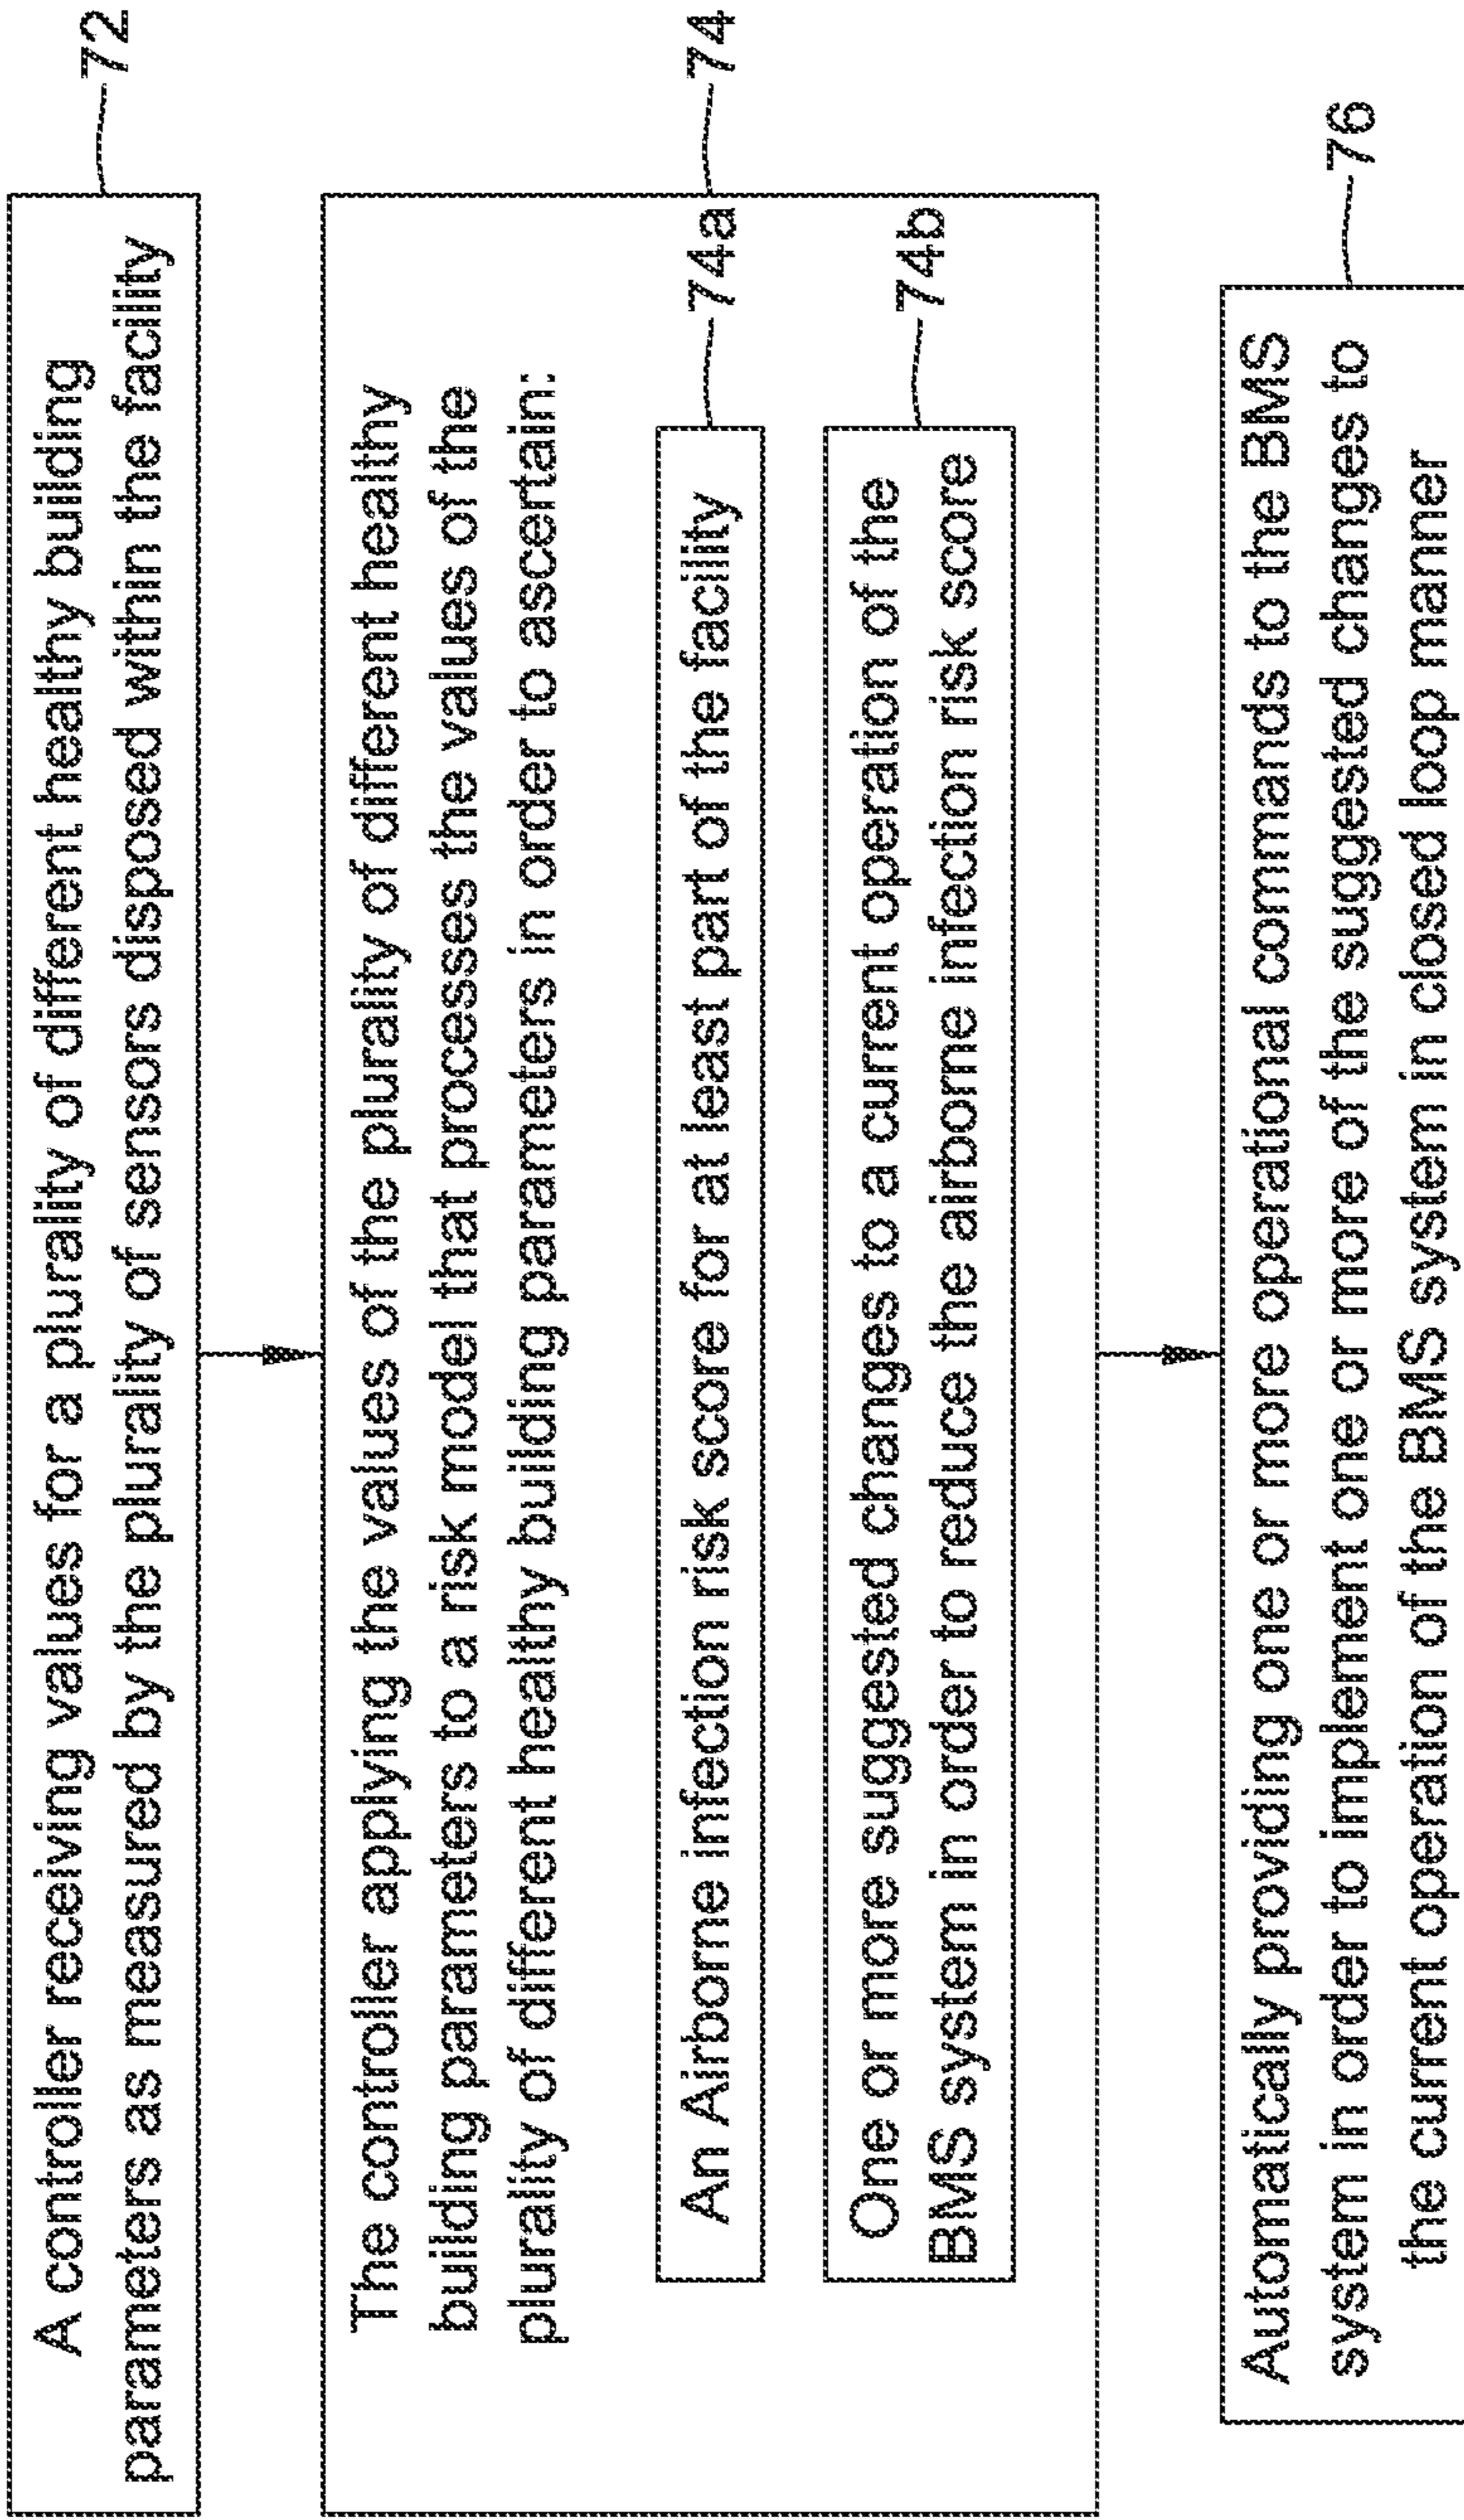 A controller receiving values for a plurality of different healthy building
parameters as measured by the plurality of sensors disposed within the facility
72
The controller applying the values of the plurality of different healthy
building parameters to a risk model that processes the values of the
plurality of different healthy building parameters in order to ascertain:
74
An Airborne infection risk score for at least part of the facility
74a
One or more suggested changes to a current operation of the
BMS system in order to reduce the airborne infection risk score
74b
Automatically providing one or more operational commands to the BMS
system in order to implement one or more of the suggested changes to
the current operation of the BMS system in closed loop manner
76